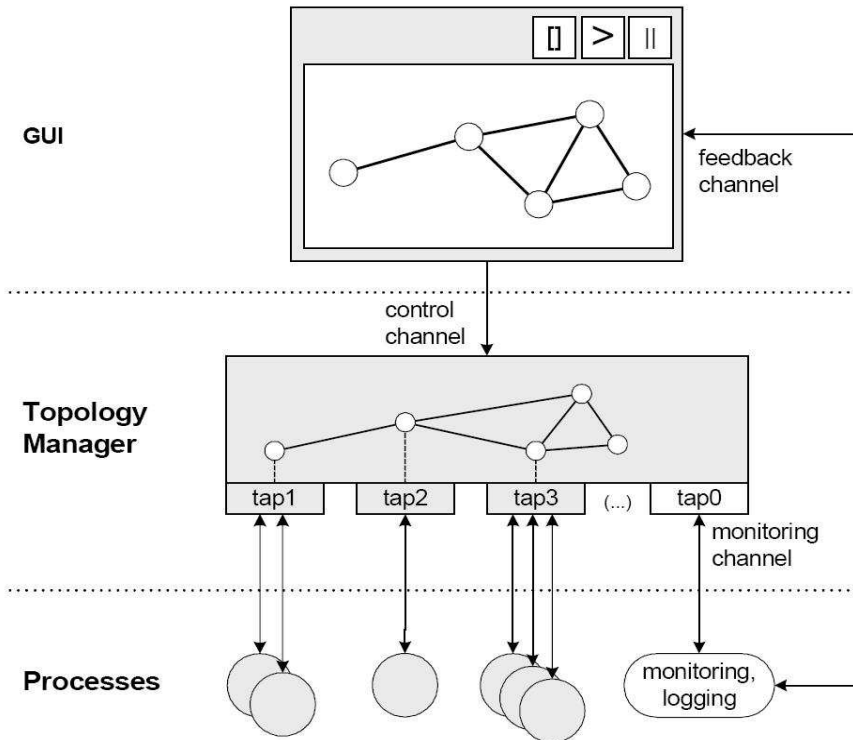 [] > ||
GUI
feedback
channel
control
channel
Topology
Manager
tap1 tap2 tap3 (...) tap0
monitoring
channel
Processes
monitoring,
logging